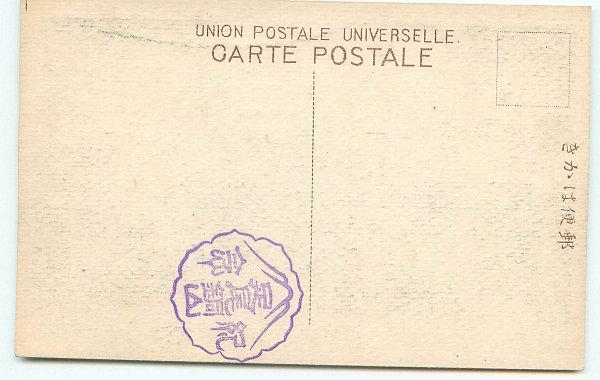 UNION POSTALE UNIVERSELLE.
CARTE POSTALE
きかは便郵